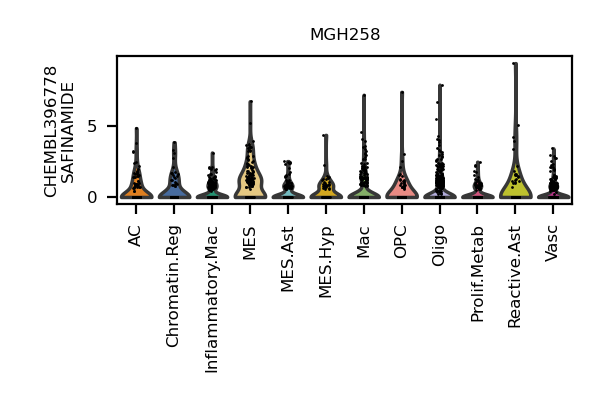 MGH258
CHEMBL396778
SAFINAMIDE
5
0
AC
Chromatin.Reg
Inflammatory.Mac
MES
MES.Ast
MES.Hyp
Mac
OPC
Oligo
Prolif.Metab
Reactive.Ast
Vasc